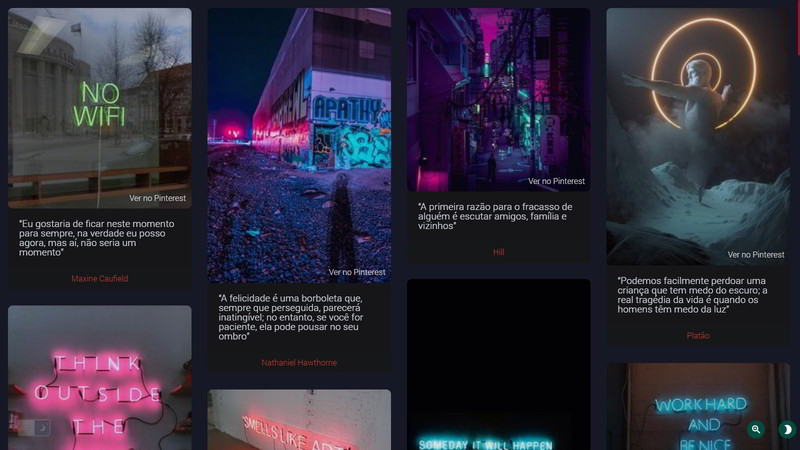 NO
WIFI
Ver no Pinterest
"Eu gostaria de ficar neste momento
para sempre, na verdade eu posso
agora, mas aí, não seria um
momento"
Maxine Caufield
THINK
OUTSIDE
THE
APATHY
Ver no Pinterest
"A felicidade é uma borboleta que,
sempre que perseguida, parecerá
inatingível; no entanto, se você for
paciente, ela pode pousar no seu
ombro"
Nathaniel Hawthorne
SMELLS LIKE ART
Ver no Pinterest
"A primeira razão para o fracasso de
alguém é escutar amigos, família e
vizinhos"
Hill
SOMEDAY IT WILL HAPPEN
Ver no Pinterest
"Podemos facilmente perdoar uma
criança que tem medo do escuro; a
real tragédia da vida é quando os
homens têm medo da luz"
Platão
WORK HARD
AND
BE NICE